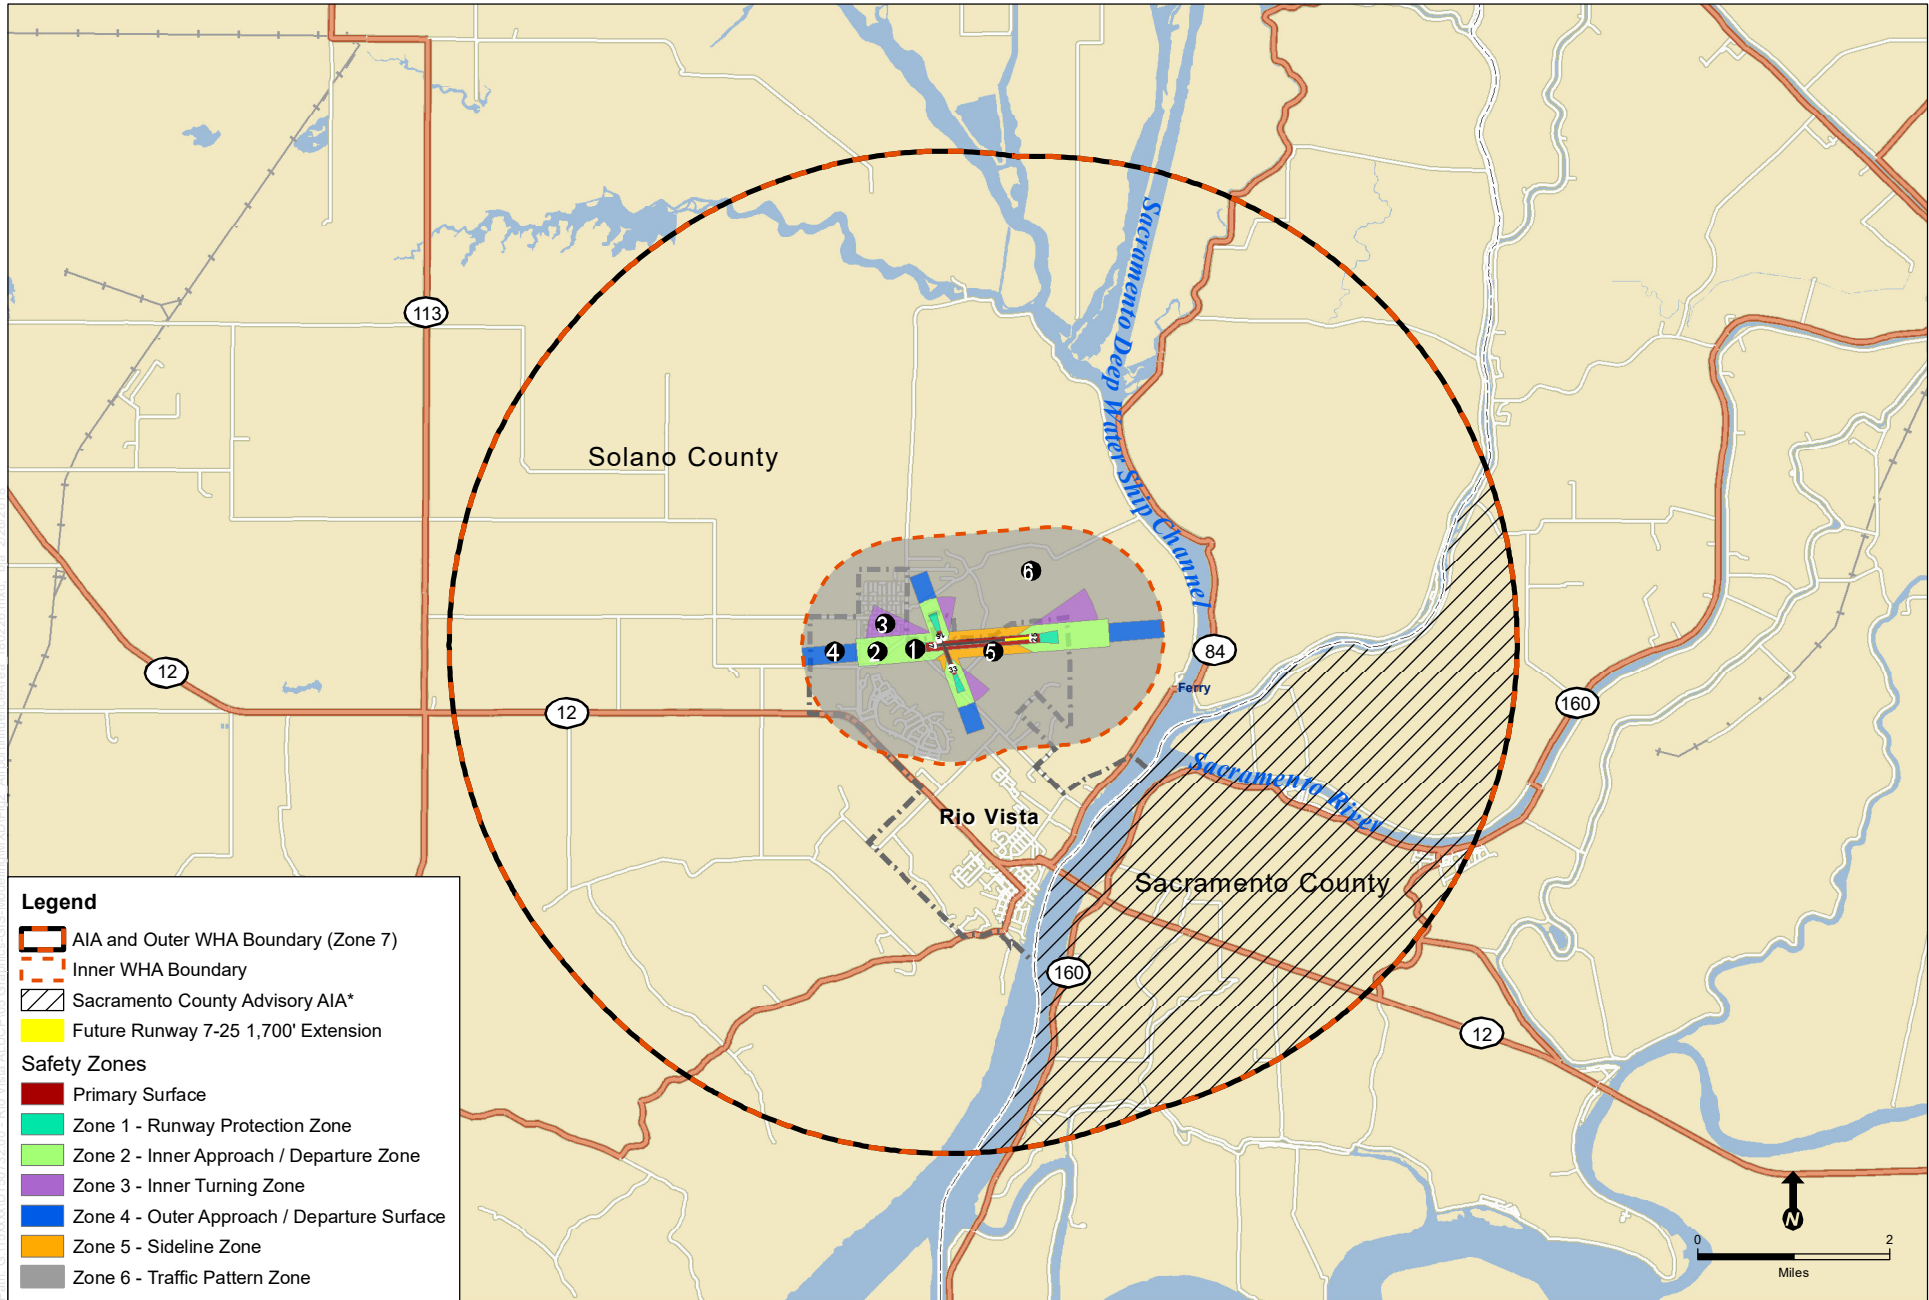 Sacramento Deep Water Ship Channel
113
Solano County
6
3
4
2
1
5
16
7
25
33
84
Ferry
12
12
160
Sacramento River
Rio Vista
Sacramento County
160
12
Legend
AIA and Outer WHA Boundary (Zone 7)
Inner WHA Boundary
Sacramento County Advisory AIA*
Future Runway 7-25 1,700' Extension
Safety Zones
Primary Surface
Zone 1 - Runway Protection Zone
Zone 2 - Inner Approach / Departure Zone
Zone 3 - Inner Turning Zone
Zone 4 - Outer Approach / Departure Surface
Zone 5 - Sideline Zone
Zone 6 - Traffic Pattern Zone
N
0 2
Miles